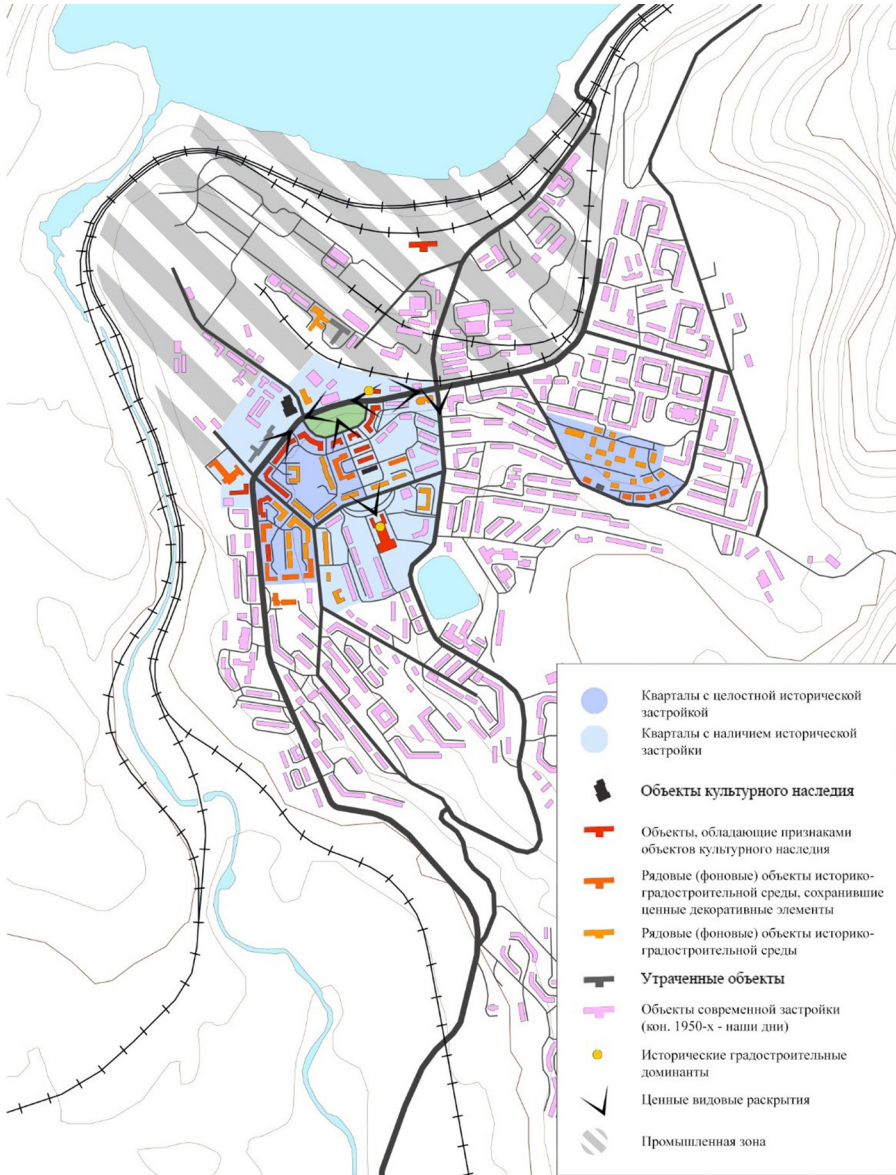 Кварталы с целостной исторической
застройкой
Кварталы с наличием исторической
застройки
Объекты культурного наследия
Объекты, обладающие признаками
объектов культурного наследия
Рядовые (фоновые) объекты историко-
градостроительной среды, сохранившие
ценные декоративные элементы
Рядовые (фоновые) объекты историко-
градостроительной среды
Утраченные объекты
Объекты современной застройки
(кон. 1950-х - наши дни)
Исторические градостроительные
доминанты
Ценные видовые раскрытия
Промышленная зона